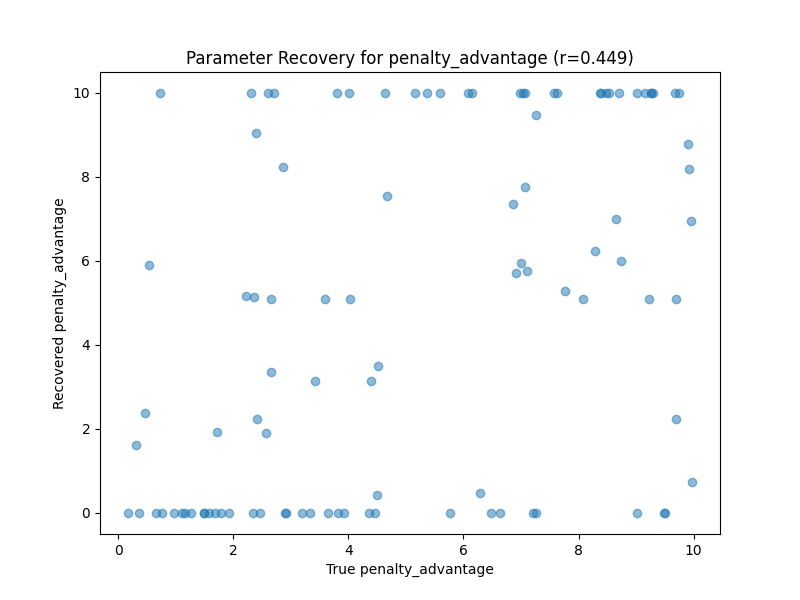 Parameter Recovery for penalty_advantage (r=0.449)
10
8
6
4
2
0
Recovered penalty_advantage
0 2 4 6 8 10
True penalty_advantage